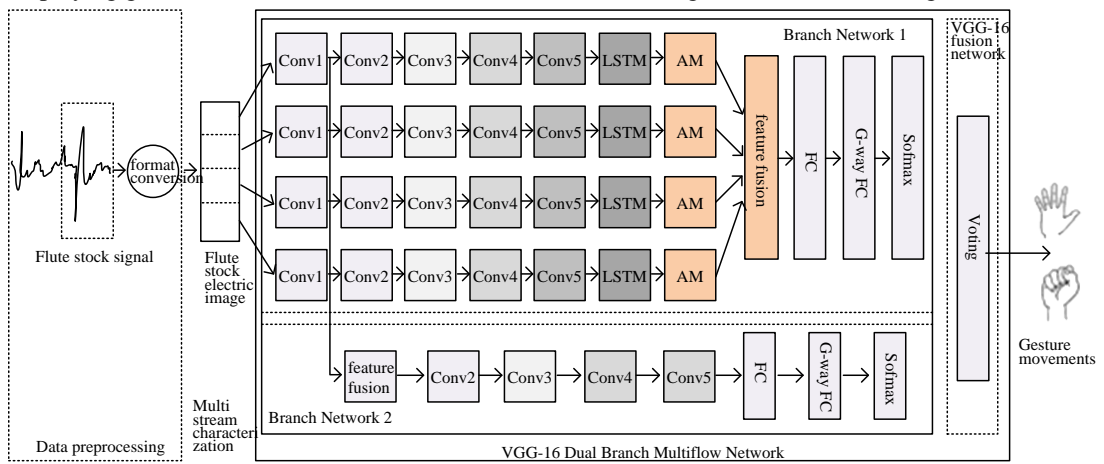 Branch Network 1
VGG-16
fusion
network
Conv1 Conv2 Conv3 Conv4 Conv5 LSTM AM
Conv1 Conv2 Conv3 Conv4 Conv5 LSTM AM
Conv1 Conv2 Conv3 Conv4 Conv5 LSTM AM
Conv1 Conv2 Conv3 Conv4 Conv5 LSTM AM
feature fusion
FC
G-way FC
Sofmax
format
conversion
Flute stock signal
Flute
stock
electric
image
Voting
Gesture
movements
feature
fusion
Conv2 Conv3 Conv4 Conv5
FC
G-way FC
Sofmax
Branch Network 2
Multi
stream
characteri
zation
Data preprocessing
VGG-16 Dual Branch Multiflow Network